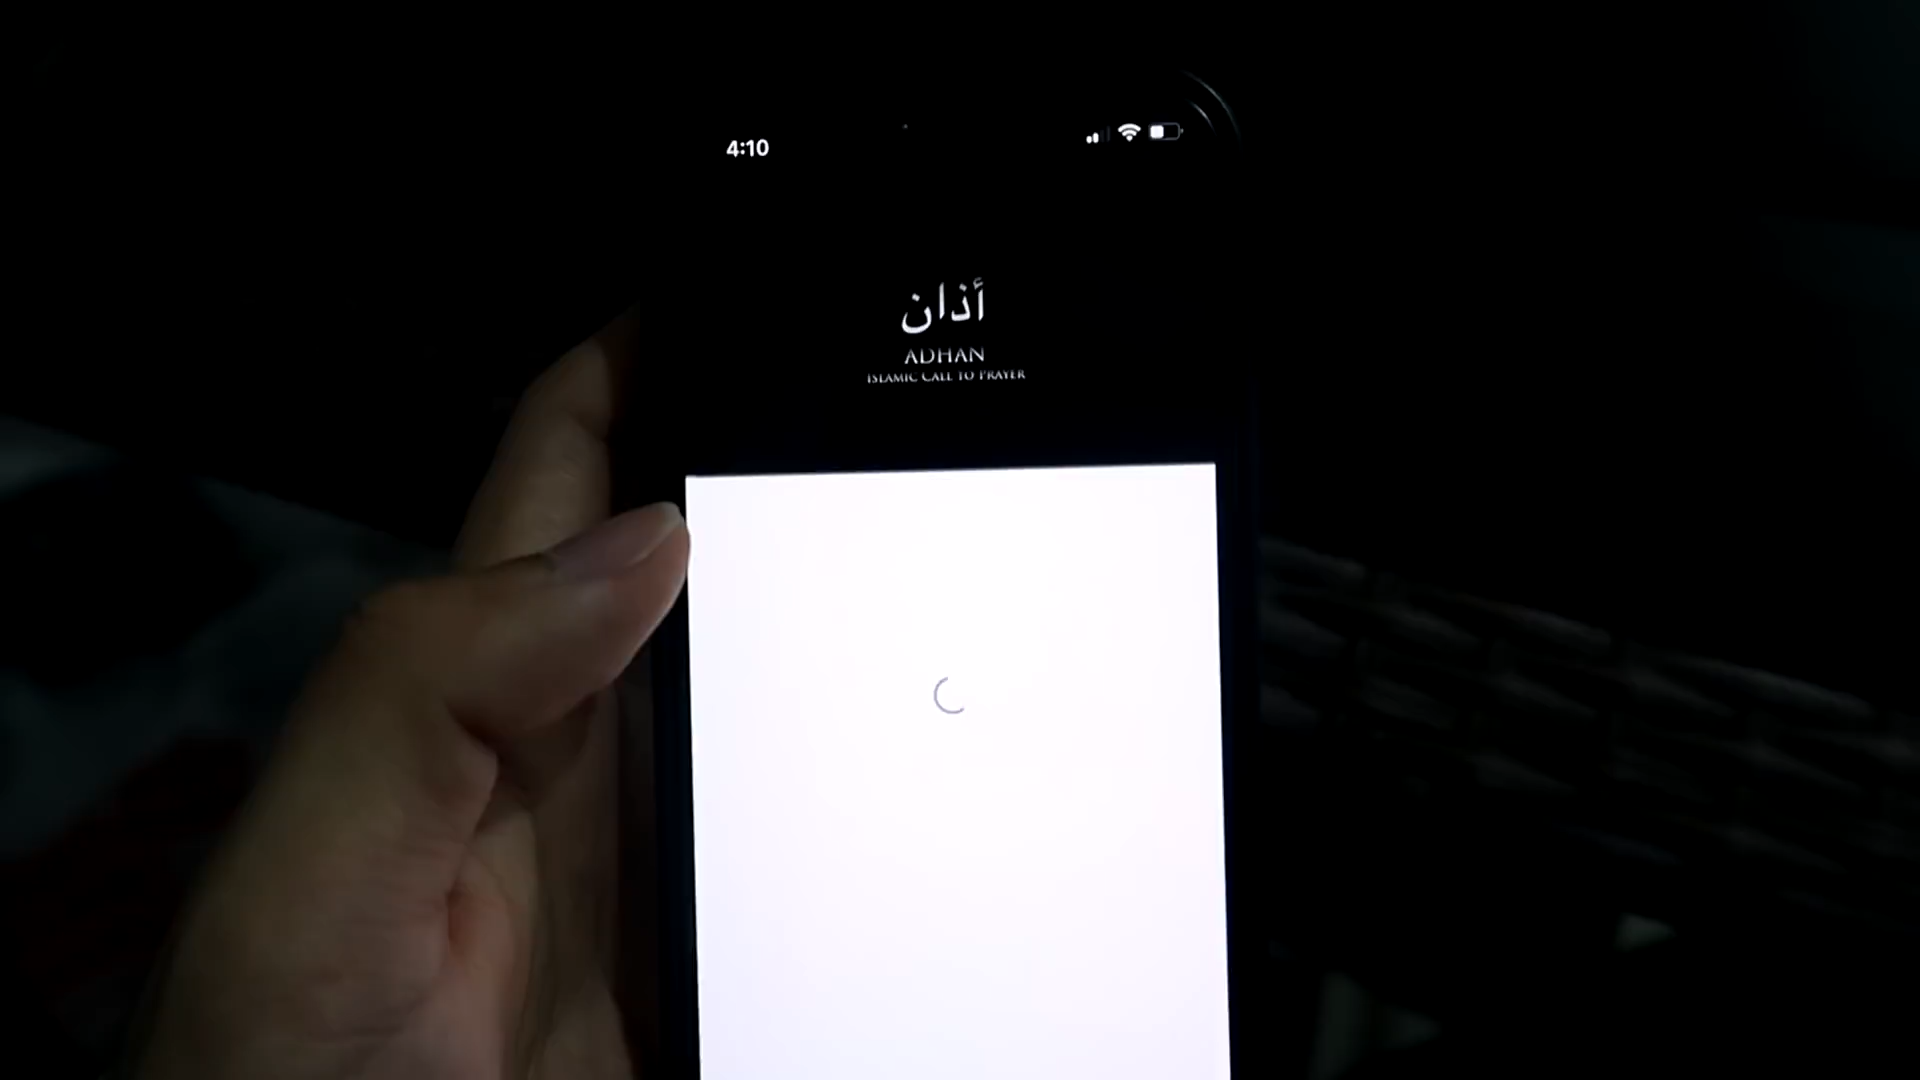 4:10
أذان
ADHAN
ISLAMIC CALL TO PRAYER